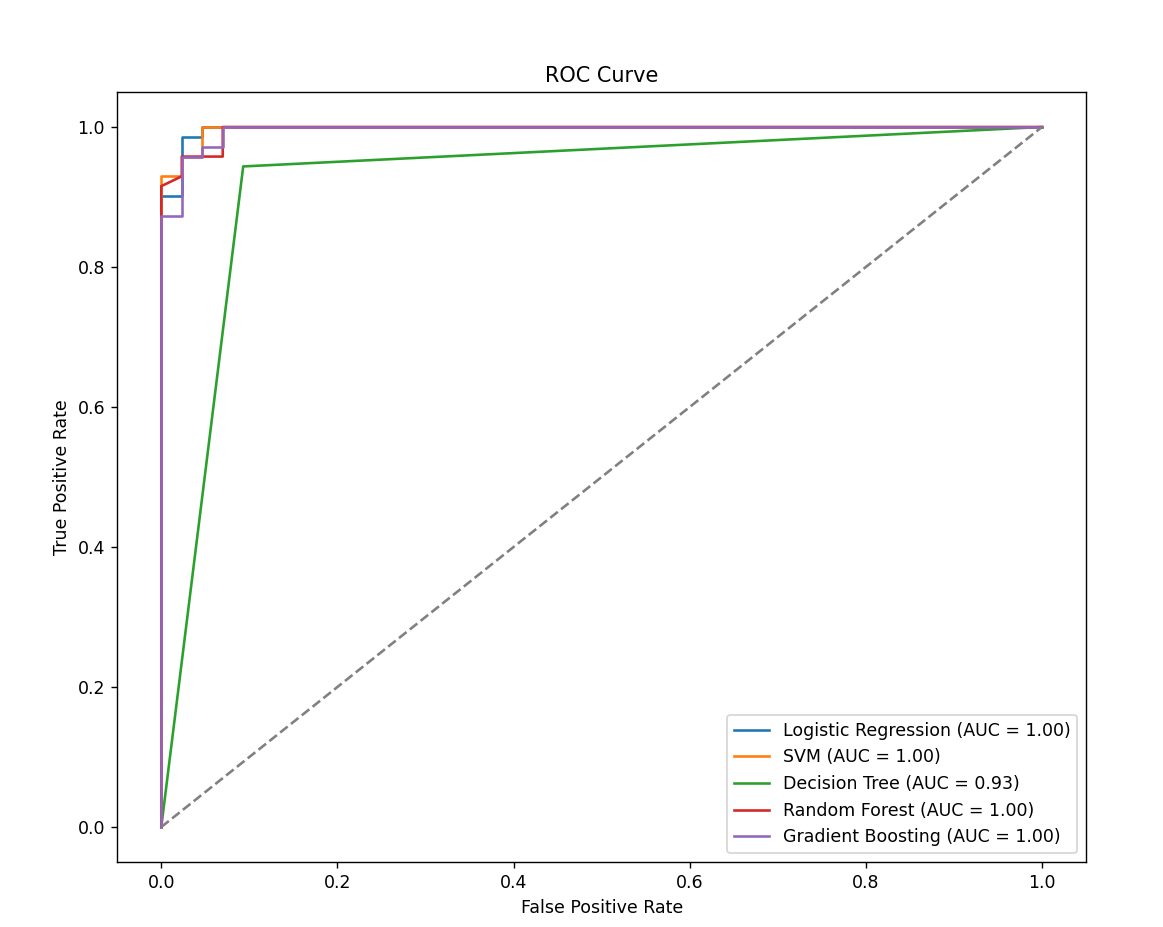 ROC Curve
True Positive Rate
1.0
0.8
0.6
0.4
0.2
0.0
Logistic Regression (AUC = 1.00)
SVM (AUC = 1.00)
Decision Tree (AUC = 0.93)
Random Forest (AUC = 1.00)
Gradient Boosting (AUC = 1.00)
0.0 0.2 0.4 0.6 0.8 1.0
False Positive Rate